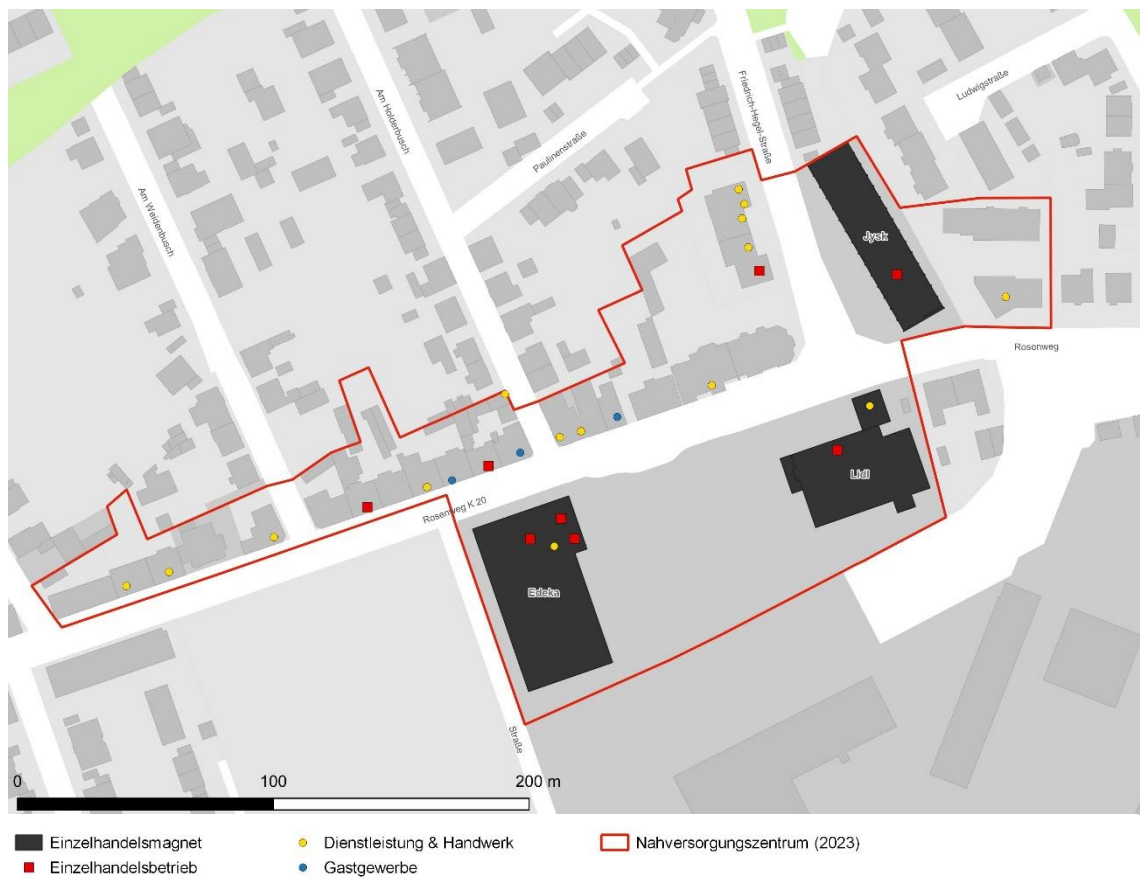 Am Weidenbusch
Am Holderbusch
Paulinenstraße
Friedrich-Hegel-Straße
Ludwigstraße
Jysk
Rosenweg
Lidl
Rosenweg K 20
Edeka
Straße
0 100 200 m
Einzelhandelsmagnet
Einzelhandelsbetrieb
Dienstleistung & Handwerk
Gastgewerbe
Nahversorgungszentrum (2023)